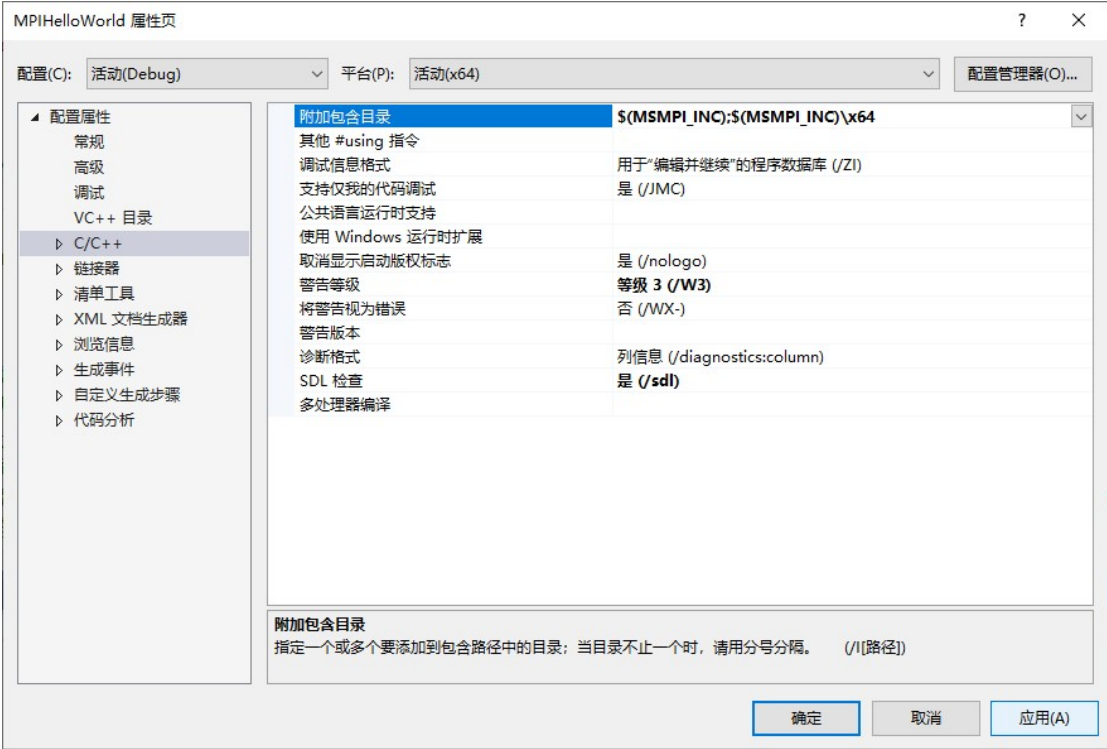 MPIHelloWorld 属性页
配置(C): 活动(Debug) 平台(P): 活动(x64) 配置管理器(O)...
配置属性
常规
高级
调试
VC++ 目录
C/C++
链接器
清单工具
XML 文档生成器
浏览信息
生成事件
自定义生成步骤
代码分析
附加包含目录 $(MSMPI_INC);$(MSMPI_INC)\x64
其他 #using 指令
调试信息格式 用于“编辑并继续”的程序数据库 (/ZI)
支持仅我的代码调试 是 (/JMC)
公共语言运行时支持
使用 Windows 运行时扩展
取消显示启动版权标志 是 (/nologo)
警告等级 等级 3 (/W3)
将警告视为错误 否 (/WX-)
警告版本
诊断格式 列信息 (/diagnostics:column)
SDL 检查 是 (/sdl)
多处理器编译
附加包含目录
指定一个或多个要添加到包含路径中的目录；当目录不止一个时，请用分号分隔。 (/I[路径])
确定 取消 应用(A)